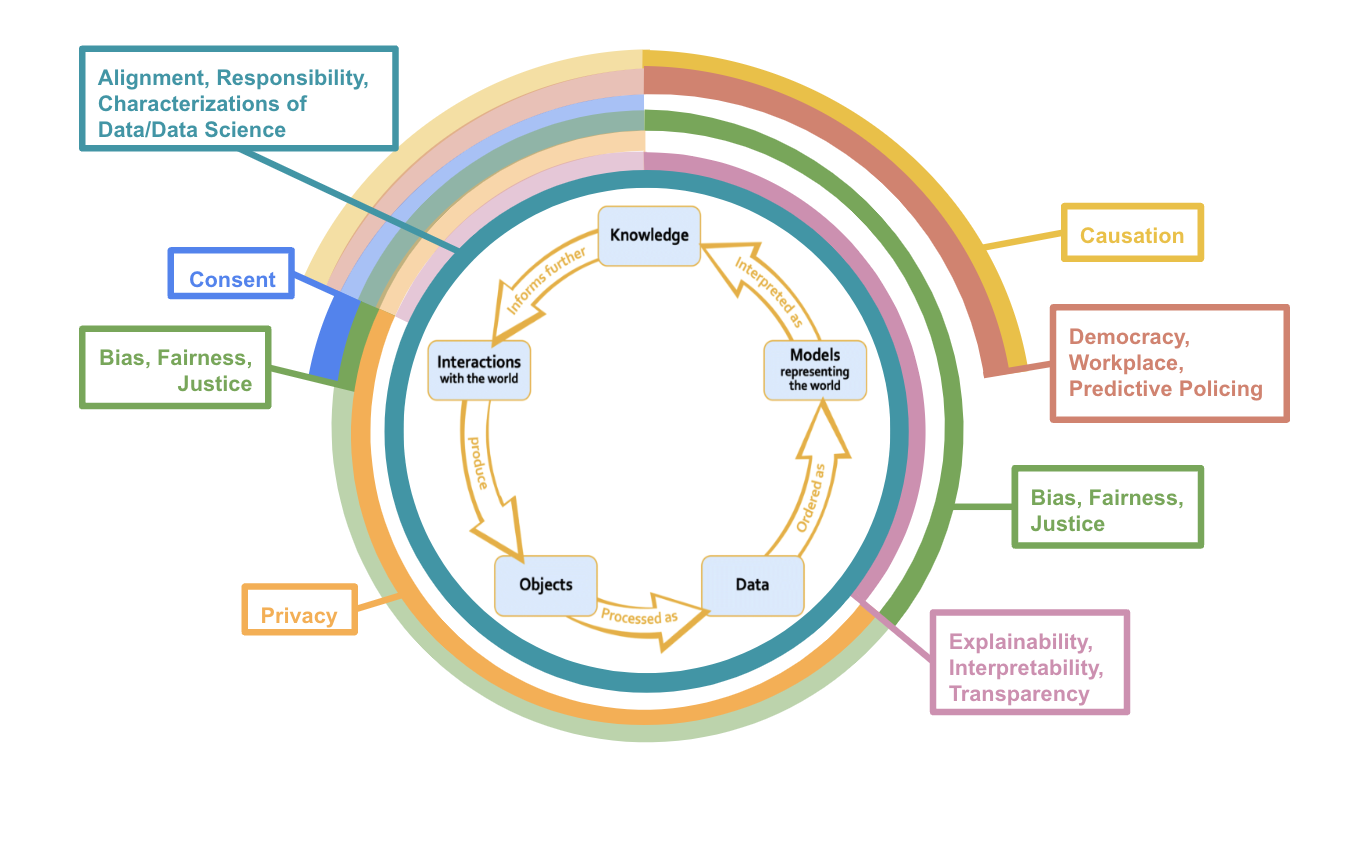 Alignment, Responsibility,
Characterizations of
Data/Data Science
Consent
Bias, Fairness,
Justice
Privacy
Causation
Democracy,
Workplace,
Predictive Policing
Bias, Fairness,
Justice
Explainability,
Interpretability,
Transparency
Knowledge
Informs further
Interactions
with the world
produce
Objects
Processed as
Data
Ordered as
Models
representing
the world
Interpreted as